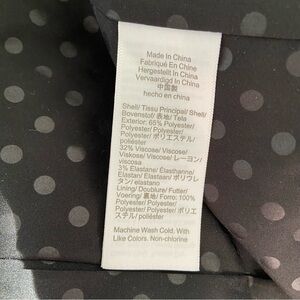 Made In China
Fabriqué En Chine
Hergestellt In China
Vervaardigd In China
中国製
hecho en china
Shell/ Tissu Principal/ Shell/
Bovenstof/ 表地/ Tela
Exterior: 65% Polyester/
Polyester/ Polyester/
Polyester/ ポリエステル/
poliéster
32% Viscose/ Viscose/
Viskose/ Viscose/ レーヨン/
viscosa
3% Elastane/ Élasthanne/
Elastan/ Elastaan/ ポリウレ
タン/ elastano
Lining/ Doublure/ Futter/
Voering/ 裏地/ Forro: 100%
Polyester/ Polyester/
Polyester/ Polyester/ ポリエ
ステル/ poliéster
Machine Wash Cold, With
Like Colors. Non-chlorine